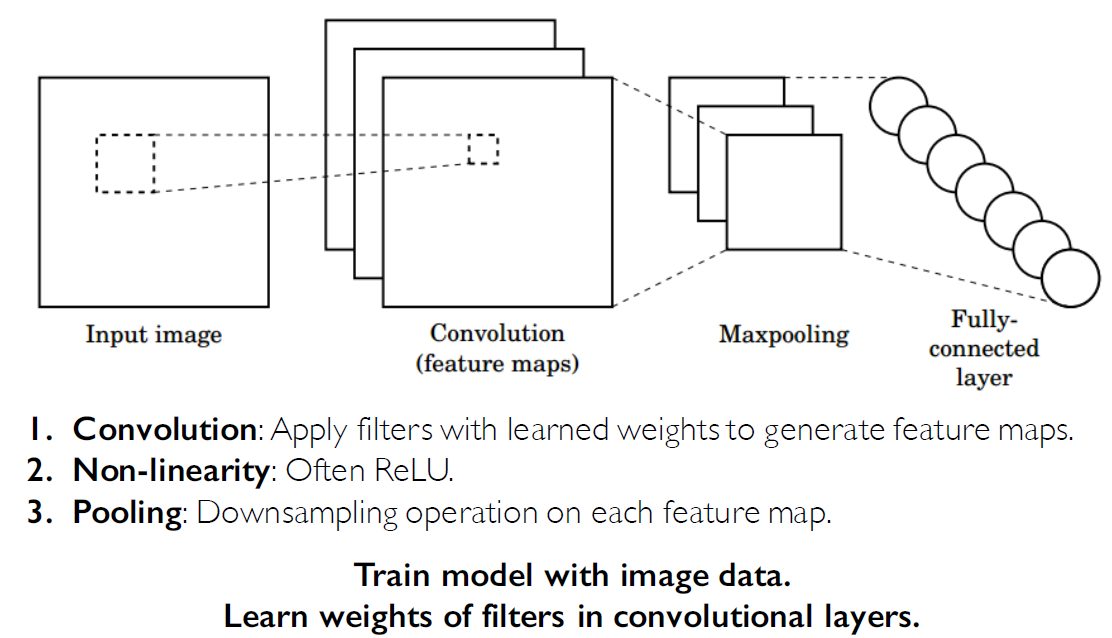 Input image
Convolution
(feature maps)
Maxpooling
Fully-
connected
layer
1. Convolution: Apply filters with learned weights to generate feature maps.
2. Non-linearity: Often ReLU.
3. Pooling: Downsampling operation on each feature map.
Train model with image data.
Learn weights of filters in convolutional layers.